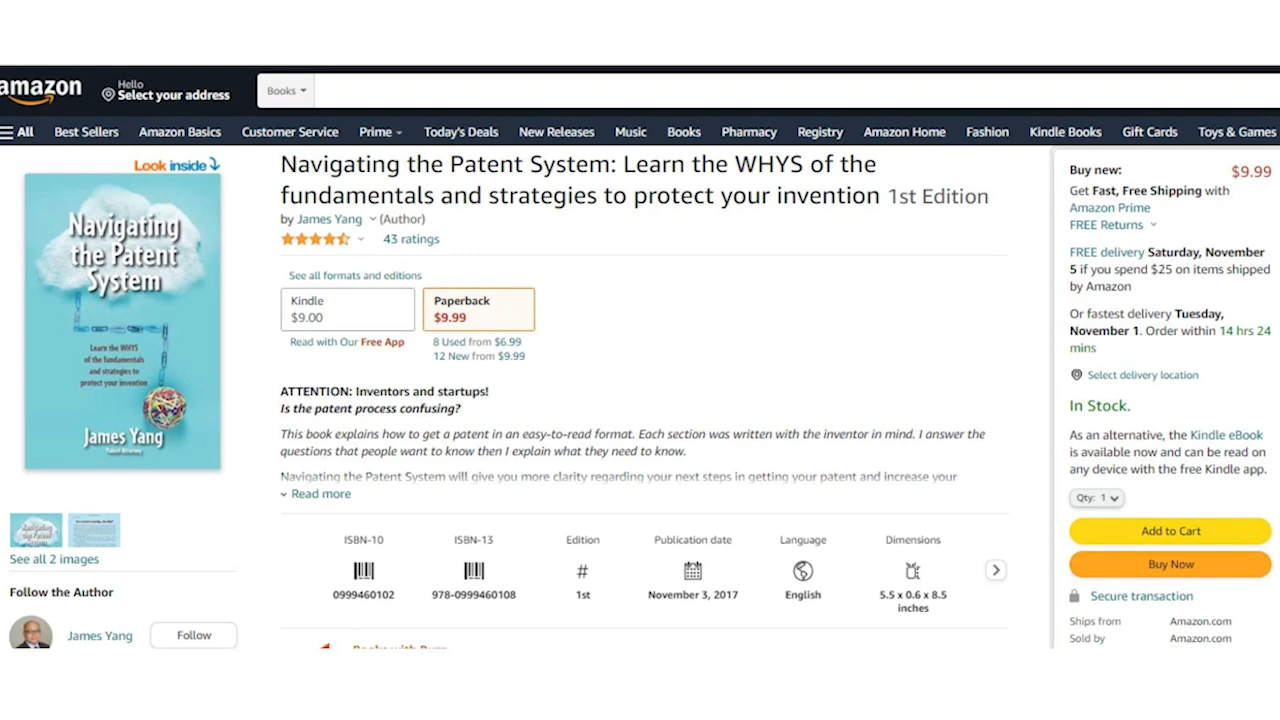 amazon
Hello
Select your address
Books
All
Best Sellers
Amazon Basics
Customer Service
Prime
Today's Deals
New Releases
Music
Books
Pharmacy
Registry
Amazon Home
Fashion
Kindle Books
Gift Cards
Toys & Games
Look inside
Navigating
the Patent
System
Learn the WHYS
of the fundamentals
and strategies to
protect your invention
James Yang
Patent Attorney
See all 2 images
Follow the Author
James Yang
Follow
Navigating the Patent System: Learn the WHYS of the
fundamentals and strategies to protect your invention 1st Edition
by James Yang (Author)
43 ratings
See all formats and editions
Kindle
$9.00
Paperback
$9.99
Read with Our Free App
8 Used from $6.99
12 New from $9.99
ATTENTION: Inventors and startups!
Is the patent process confusing?
This book explains how to get a patent in an easy-to-read format. Each section was written with the inventor in mind. I answer the
questions that people want to know then I explain what they need to know.
Navigating the Patent System will give you more clarity regarding your next steps in getting your patent and increase your
Read more
ISBN-10
0999460102
ISBN-13
978-0999460108
Edition
#
1st
Publication date
November 3, 2017
Language
English
Dimensions
5.5 x 0.6 x 8.5
inches
Buy new:
$9.99
Get Fast, Free Shipping with
Amazon Prime
FREE Returns
FREE delivery Saturday, November
5 if you spend $25 on items shipped
by Amazon
Or fastest delivery Tuesday,
November 1. Order within 14 hrs 24
mins
Select delivery location
In Stock.
As an alternative, the Kindle eBook
is available now and can be read on
any device with the free Kindle app.
Qty: 1
Add to Cart
Buy Now
Secure transaction
Ships from Amazon.com
Sold by Amazon.com